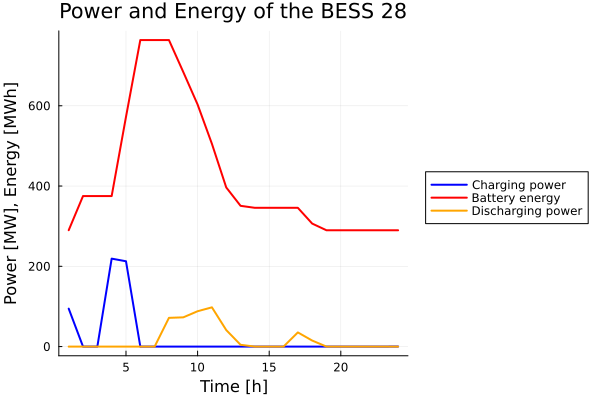 Power and Energy of the BESS 28
Power [MW], Energy [MWh]
600
400
200
0
5
10
15
20
Time [h]
Charging power
Battery energy
Discharging power